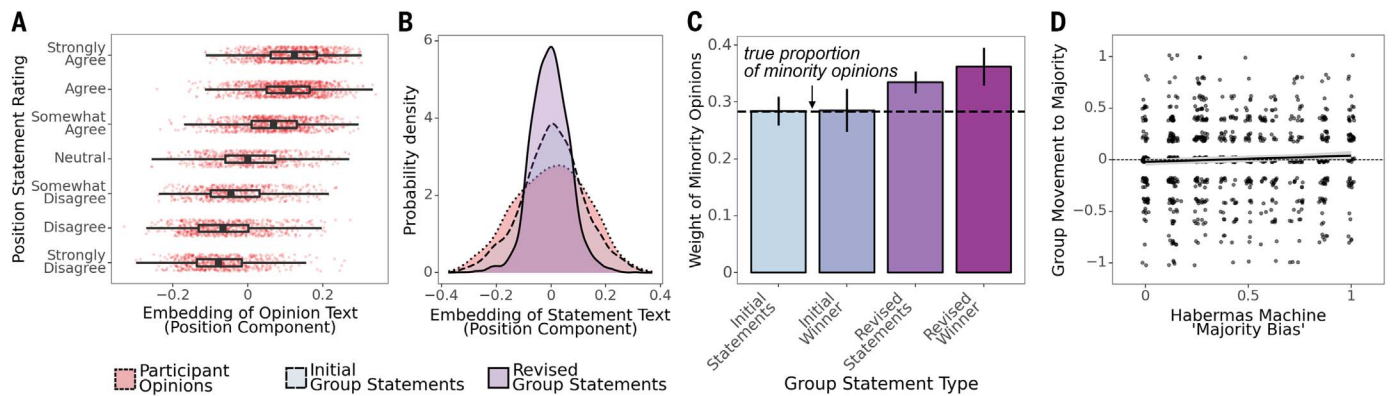 A
Position Statement Rating
Strongly
Agree
Agree
Somewhat
Agree
Neutral
Somewhat
Disagree
Disagree
Strongly
Disagree
−0.2 0 0.2
Embedding of Opinion Text
(Position Component)
B
Probability density
6
4
2
0
−0.4 −0.2 0 0.2 0.4
Embedding of Statement Text
(Position Component)
C
Weight of Minority Opinions
0.4
0.3
0.2
0.1
0
true proportion
of minority opinions
Initial
Statements
Initial
Winner
Revised
Statements
Revised
Winner
Group Statement Type
D
Group Movement to Majority
1
0.5
0
−0.5
−1
0 0.5 1
Habermas Machine
'Majority Bias'
Participant
Opinions
Initial
Group Statements
Revised
Group Statements